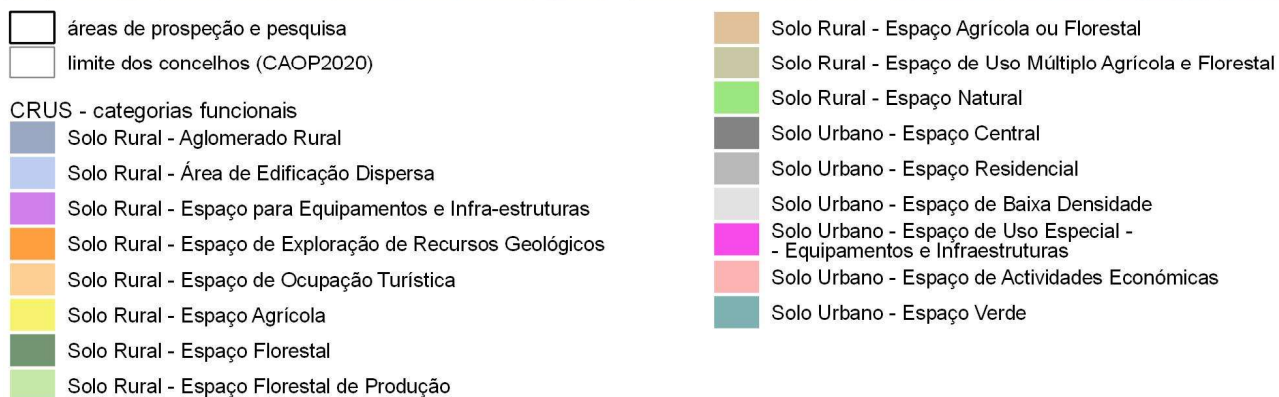 áreas de prospeção e pesquisa
limite dos concelhos (CAOP2020)
CRUS - categorias funcionais
Solo Rural - Aglomerado Rural
Solo Rural - Área de Edificação Dispersa
Solo Rural - Espaço para Equipamentos e Infra-estruturas
Solo Rural - Espaço de Exploração de Recursos Geológicos
Solo Rural - Espaço de Ocupação Turística
Solo Rural - Espaço Agrícola
Solo Rural - Espaço Florestal
Solo Rural - Espaço Florestal de Produção
Solo Rural - Espaço Agrícola ou Florestal
Solo Rural - Espaço de Uso Múltiplo Agrícola e Florestal
Solo Rural - Espaço Natural
Solo Urbano - Espaço Central
Solo Urbano - Espaço Residencial
Solo Urbano - Espaço de Baixa Densidade
Solo Urbano - Espaço de Uso Especial -
- Equipamentos e Infraestruturas
Solo Urbano - Espaço de Actividades Económicas
Solo Urbano - Espaço Verde